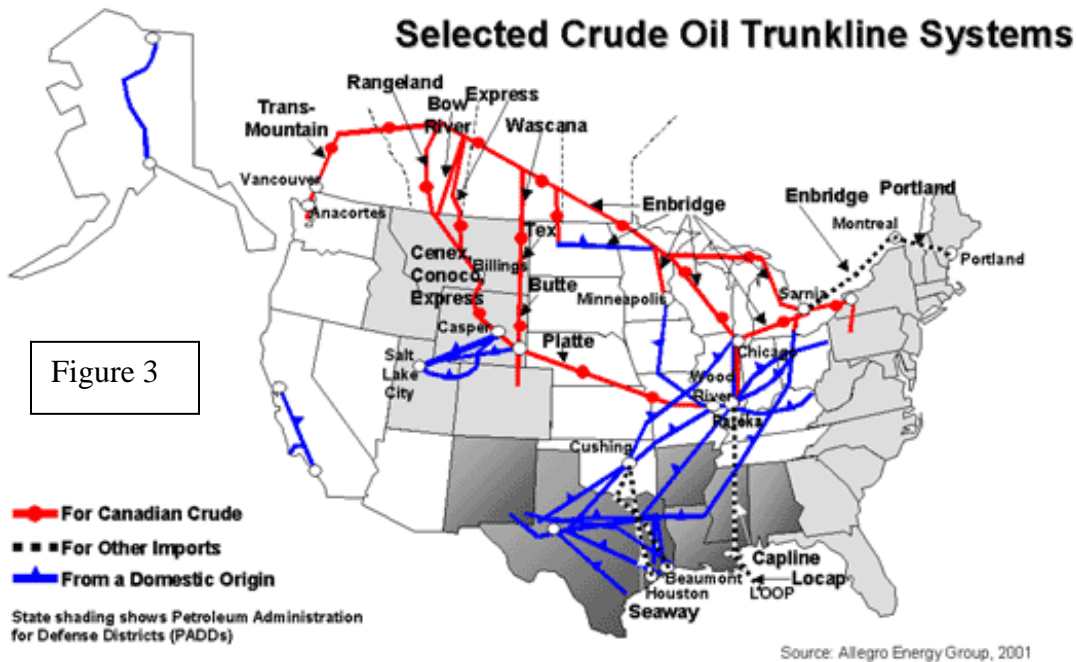 Selected Crude Oil Trunkline Systems
Rangeland
Bow
River
Express
Trans-
Mountain
Wascana
Vancouver
Anacortes
Enbridge
Enbridge
Portland
Montreal
Portland
Cenex,
Conoco,
Express
Billings
Tex
Butte
Minneapolis
Sarnia
Casper
Platte
Chicago
Figure 3
Salt
Lake
City
Wood
River
Patoka
Cushing
For Canadian Crude
For Other Imports
From a Domestic Origin
Capline
Locap
LOOP
Beaumont
Houston
Seaway
State shading shows Petroleum Administration
for Defense Districts (PADDs)
Source: Allegro Energy Group, 2001